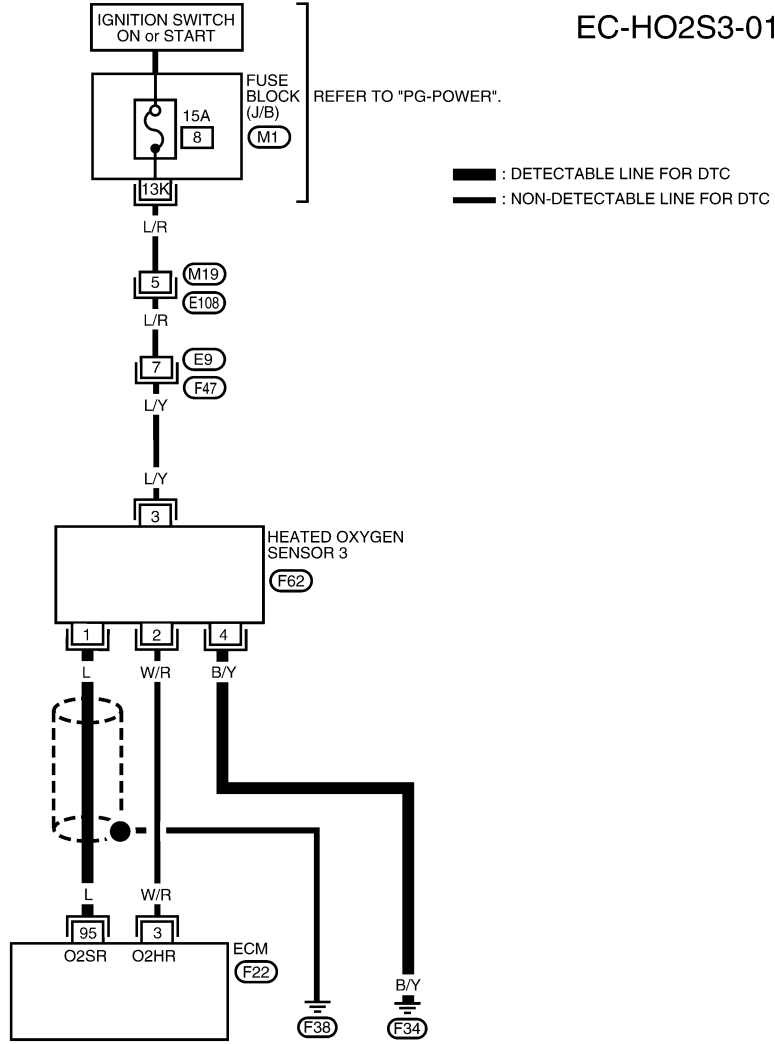 EC-HO2S3-01
IGNITION SWITCH
ON or START
FUSE
BLOCK
(J/B)
M1
REFER TO "PG-POWER".
15A
8
13K
: DETECTABLE LINE FOR DTC
: NON-DETECTABLE LINE FOR DTC
L/R
5
M19
E108
L/R
7
E9
F47
L/Y
L/Y
3
HEATED OXYGEN
SENSOR 3
F62
1
2
4
L
W/R
B/Y
L
W/R
95
3
O2SR
O2HR
ECM
F22
B/Y
F38
F34